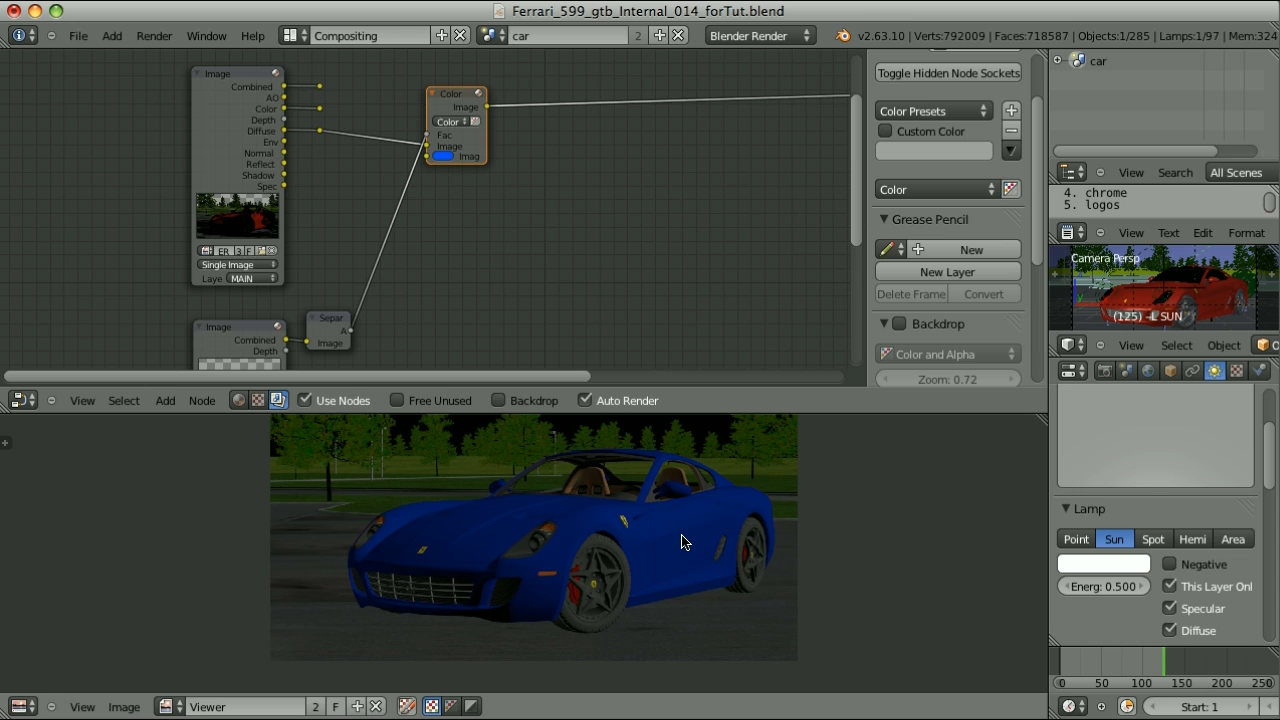 Ferrari_599_gtb_Internal_014_forTut.blend
File Add Render Window Help Compositing car 2 Blender Render v2.63.10 | Verts:792009 | Faces:718587 | Objects:1/285 | Lamps:1/97 | Mem:324
Image
Combined
AO
Color
Depth
Diffuse
Env
Normal
Reflect
Shadow
Spec
ER 3 F
Single Image
Laye MAIN
Color
Image
Color
Fac
Image
Imag
Image
Combined
Depth
Separ
A
Image
Toggle Hidden Node Sockets
Color Presets
Custom Color
Color
Grease Pencil
New
New Layer
Delete Frame Convert
Backdrop
Color and Alpha
Zoom: 0.72
car
View Search All Scenes
4. chrome
5. logos
View Text Edit Format
Camera Persp
(125) -L SUN
View Select Object
View Select Add Node Use Nodes Free Unused Backdrop Auto Render
Lamp
Point Sun Spot Hemi Area
Negative
Energ: 0.500 This Layer Onl
Specular
Diffuse
0 50 100 150 200 250
Start: 1
View Image Viewer 2 F